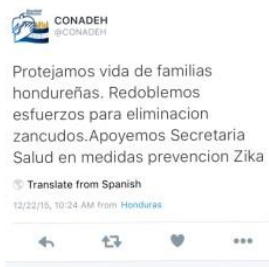 CONADEH
@CONADEH
Protejamos vida de familias
hondureñas. Redoblemos
esfuerzos para eliminacion
zancudos.Apoyemos Secretaria
Salud en medidas prevencion Zika
Translate from Spanish
12/22/15, 10:24 AM from Honduras